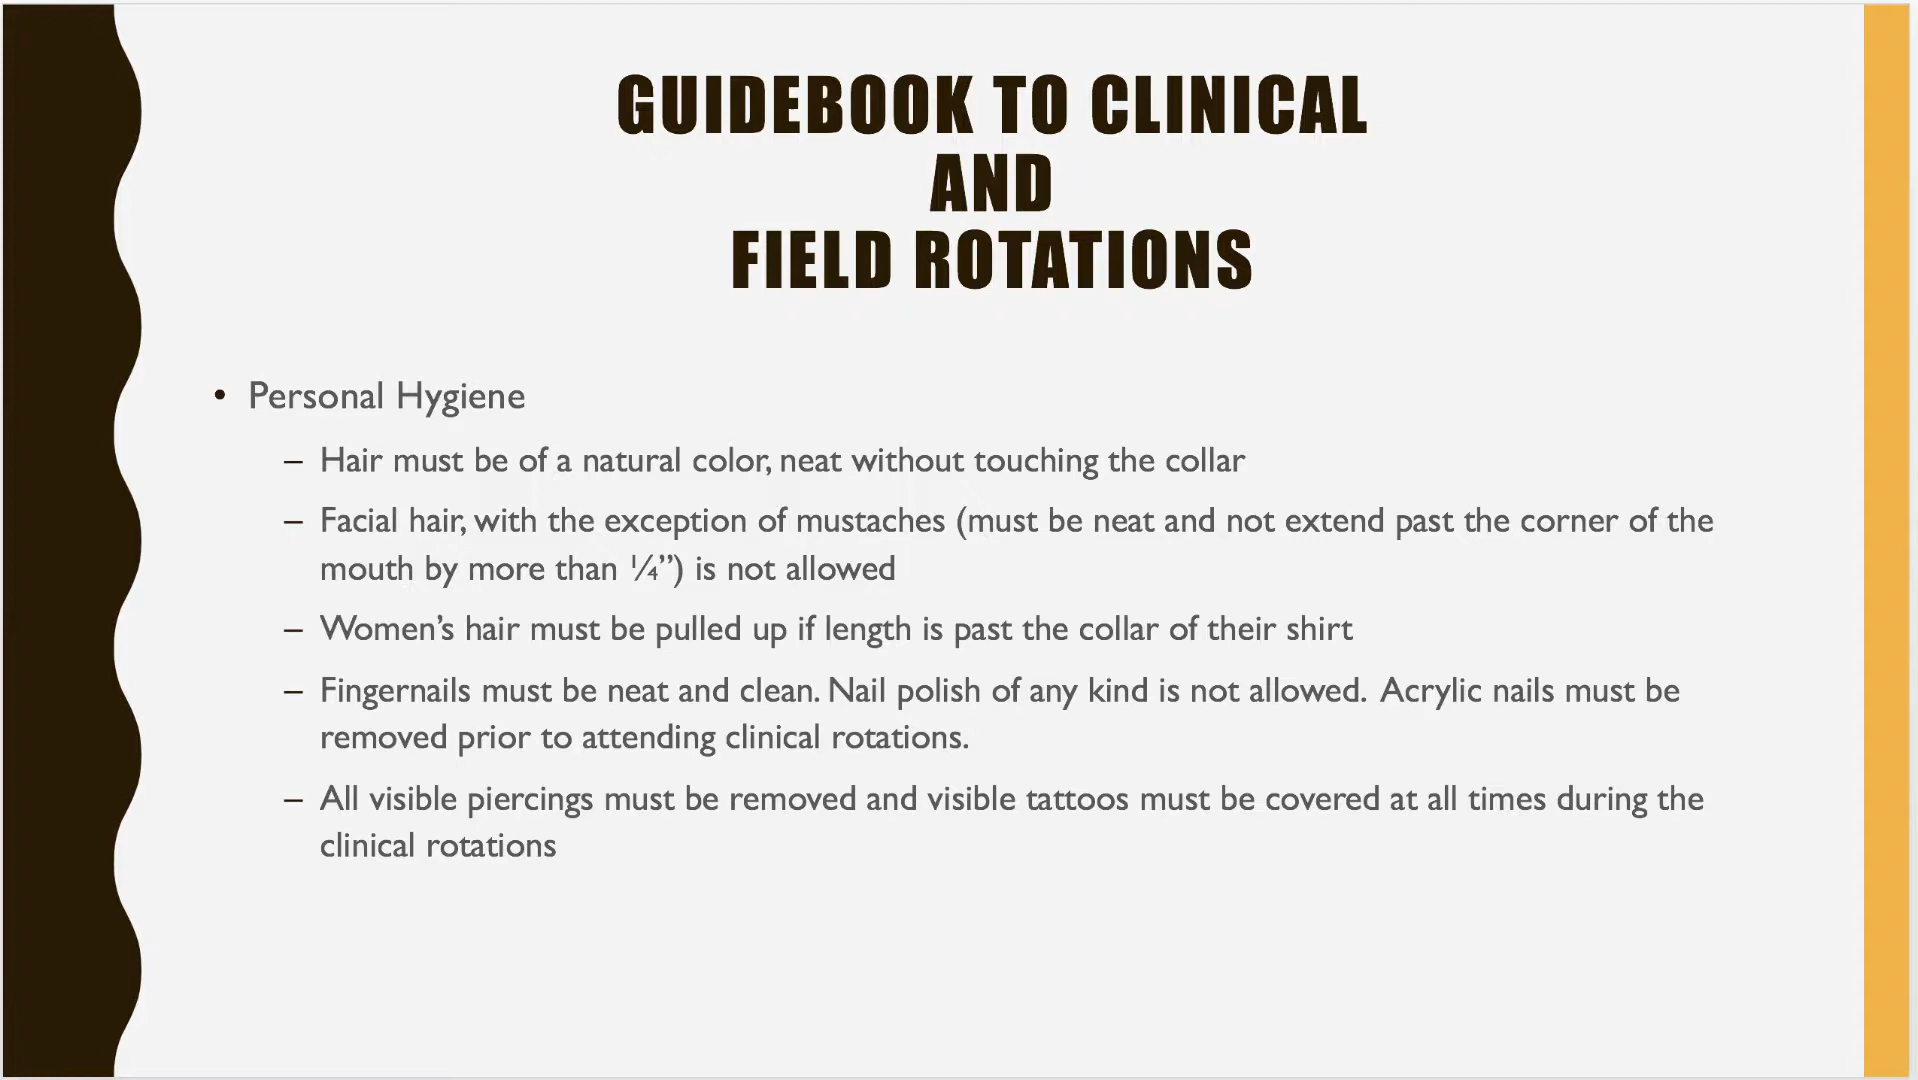 GUIDEBOOK TO CLINICAL
AND
FIELD ROTATIONS
• Personal Hygiene
– Hair must be of a natural color, neat without touching the collar
– Facial hair, with the exception of mustaches (must be neat and not extend past the corner of the
mouth by more than ¼”) is not allowed
– Women’s hair must be pulled up if length is past the collar of their shirt
– Fingernails must be neat and clean. Nail polish of any kind is not allowed.  Acrylic nails must be
removed prior to attending clinical rotations.
– All visible piercings must be removed and visible tattoos must be covered at all times during the
clinical rotations